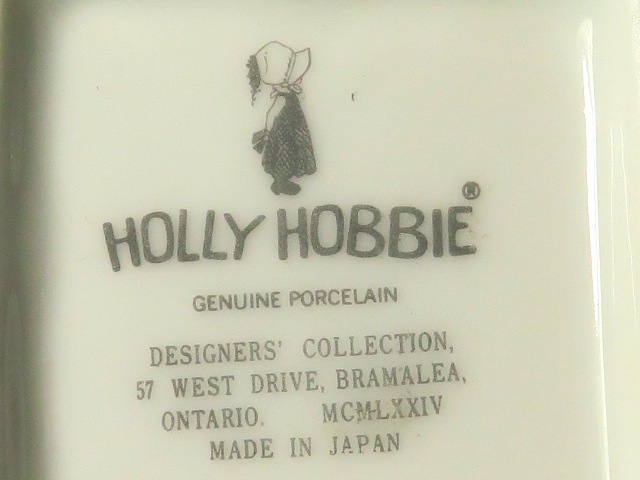 HOLLY HOBBIE®
GENUINE PORCELAIN
DESIGNERS' COLLECTION,
57 WEST DRIVE, BRAMALEA,
ONTARIO. MCMLXXIV
MADE IN JAPAN